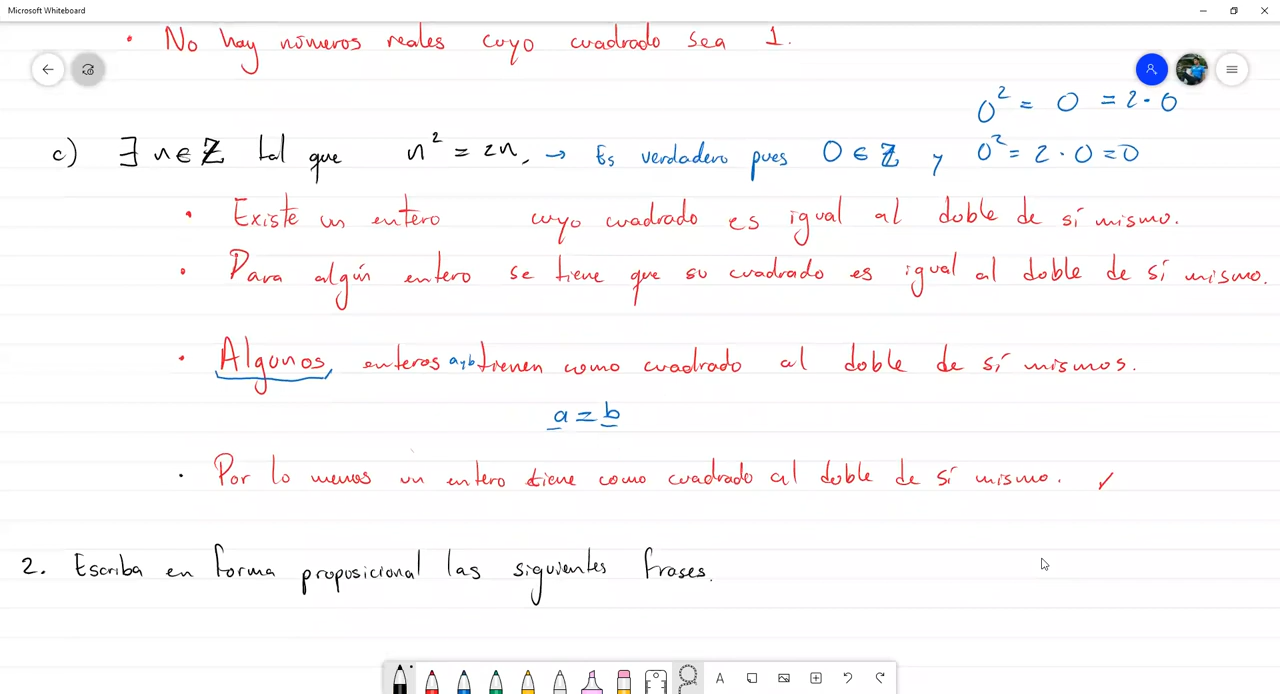 Microsoft Whiteboard
• No hay números reales cuyo cuadrado sea 1.
0² = 0 = 2·0
c) ∃ n ∈ ℤ tal que n² = 2n, → Es verdadero pues 0 ∈ ℤ y 0² = 2·0 = 0
• Existe un entero cuyo cuadrado es igual al doble de sí mismo.
• Para algún entero se tiene que su cuadrado es igual al doble de sí mismo.
• Algunos enteros a y b tienen como cuadrado al doble de sí mismos.
a = b
• Por lo menos un entero tiene como cuadrado al doble de sí mismo. ✓
2. Escriba en forma proposicional las siguientes frases.